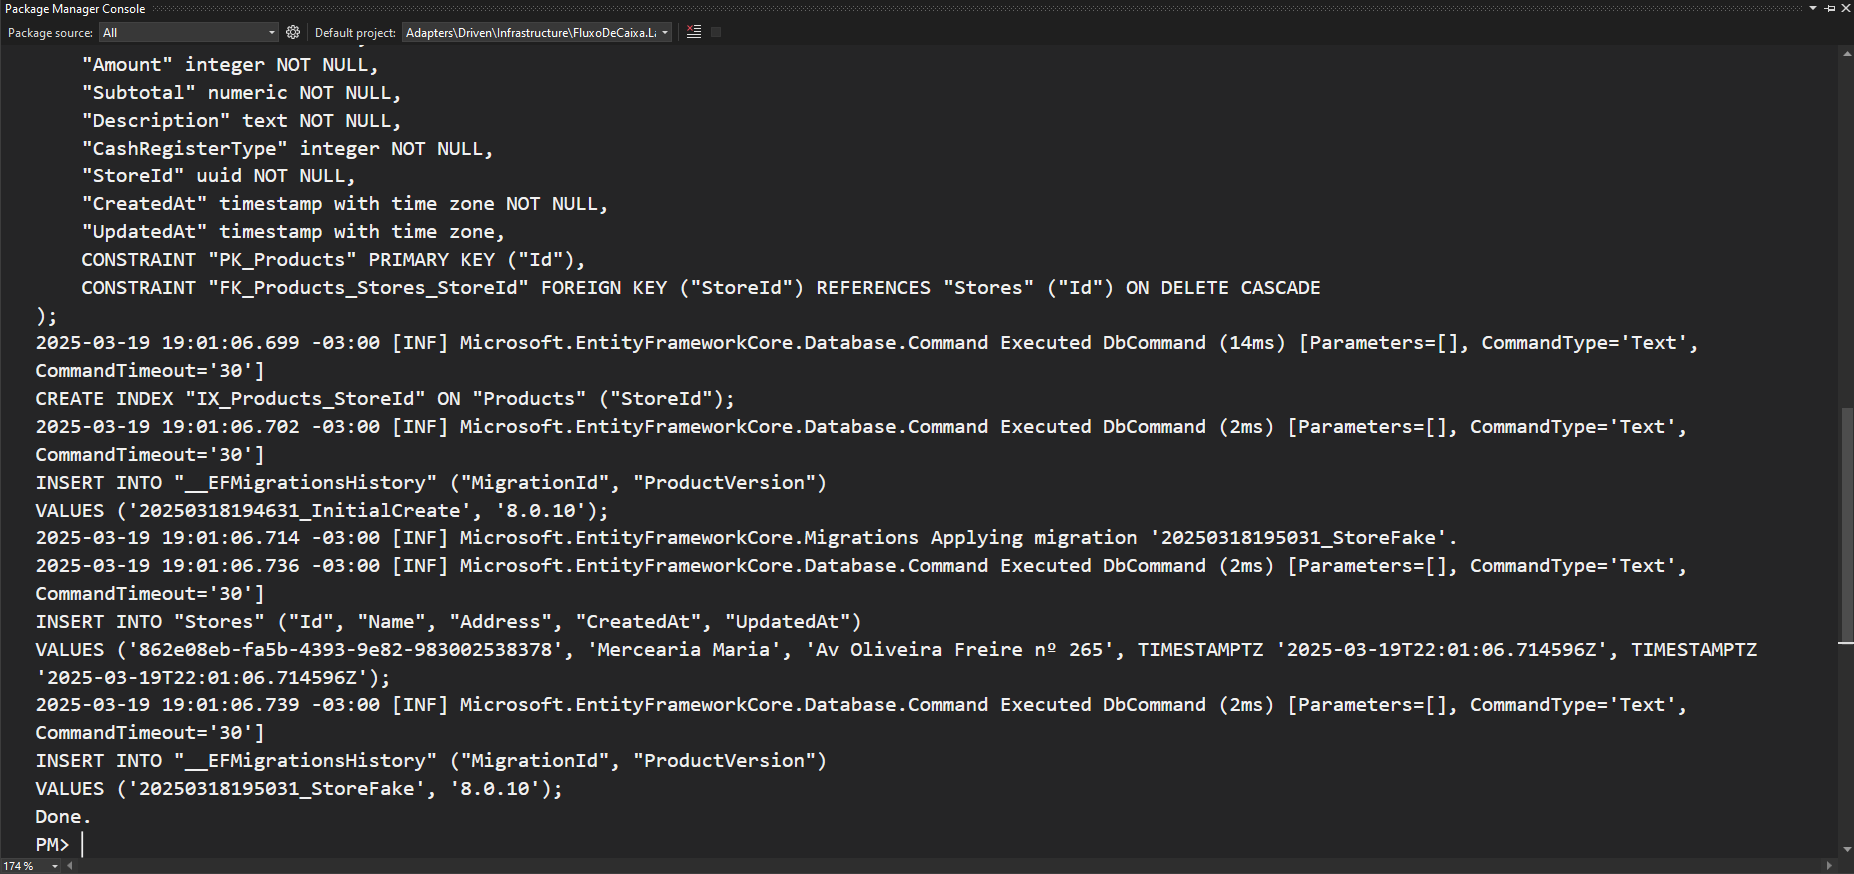 Package Manager Console
Package source: All Default project: Adapters\Driven\Infrastructure\FluxoDeCaixa.La
"Amount" integer NOT NULL,
"Subtotal" numeric NOT NULL,
"Description" text NOT NULL,
"CashRegisterType" integer NOT NULL,
"StoreId" uuid NOT NULL,
"CreatedAt" timestamp with time zone NOT NULL,
"UpdatedAt" timestamp with time zone,
CONSTRAINT "PK_Products" PRIMARY KEY ("Id"),
CONSTRAINT "FK_Products_Stores_StoreId" FOREIGN KEY ("StoreId") REFERENCES "Stores" ("Id") ON DELETE CASCADE
);
2025-03-19 19:01:06.699 -03:00 [INF] Microsoft.EntityFrameworkCore.Database.Command Executed DbCommand (14ms) [Parameters=[], CommandType='Text',
CommandTimeout='30']
CREATE INDEX "IX_Products_StoreId" ON "Products" ("StoreId");
2025-03-19 19:01:06.702 -03:00 [INF] Microsoft.EntityFrameworkCore.Database.Command Executed DbCommand (2ms) [Parameters=[], CommandType='Text',
CommandTimeout='30']
INSERT INTO "__EFMigrationsHistory" ("MigrationId", "ProductVersion")
VALUES ('20250318194631_InitialCreate', '8.0.10');
2025-03-19 19:01:06.714 -03:00 [INF] Microsoft.EntityFrameworkCore.Migrations Applying migration '20250318195031_StoreFake'.
2025-03-19 19:01:06.736 -03:00 [INF] Microsoft.EntityFrameworkCore.Database.Command Executed DbCommand (2ms) [Parameters=[], CommandType='Text',
CommandTimeout='30']
INSERT INTO "Stores" ("Id", "Name", "Address", "CreatedAt", "UpdatedAt")
VALUES ('862e08eb-fa5b-4393-9e82-983002538378', 'Mercearia Maria', 'Av Oliveira Freire nº 265', TIMESTAMPTZ '2025-03-19T22:01:06.714596Z', TIMESTAMPTZ
'2025-03-19T22:01:06.714596Z');
2025-03-19 19:01:06.739 -03:00 [INF] Microsoft.EntityFrameworkCore.Database.Command Executed DbCommand (2ms) [Parameters=[], CommandType='Text',
CommandTimeout='30']
INSERT INTO "__EFMigrationsHistory" ("MigrationId", "ProductVersion")
VALUES ('20250318195031_StoreFake', '8.0.10');
Done.
PM>
174 %